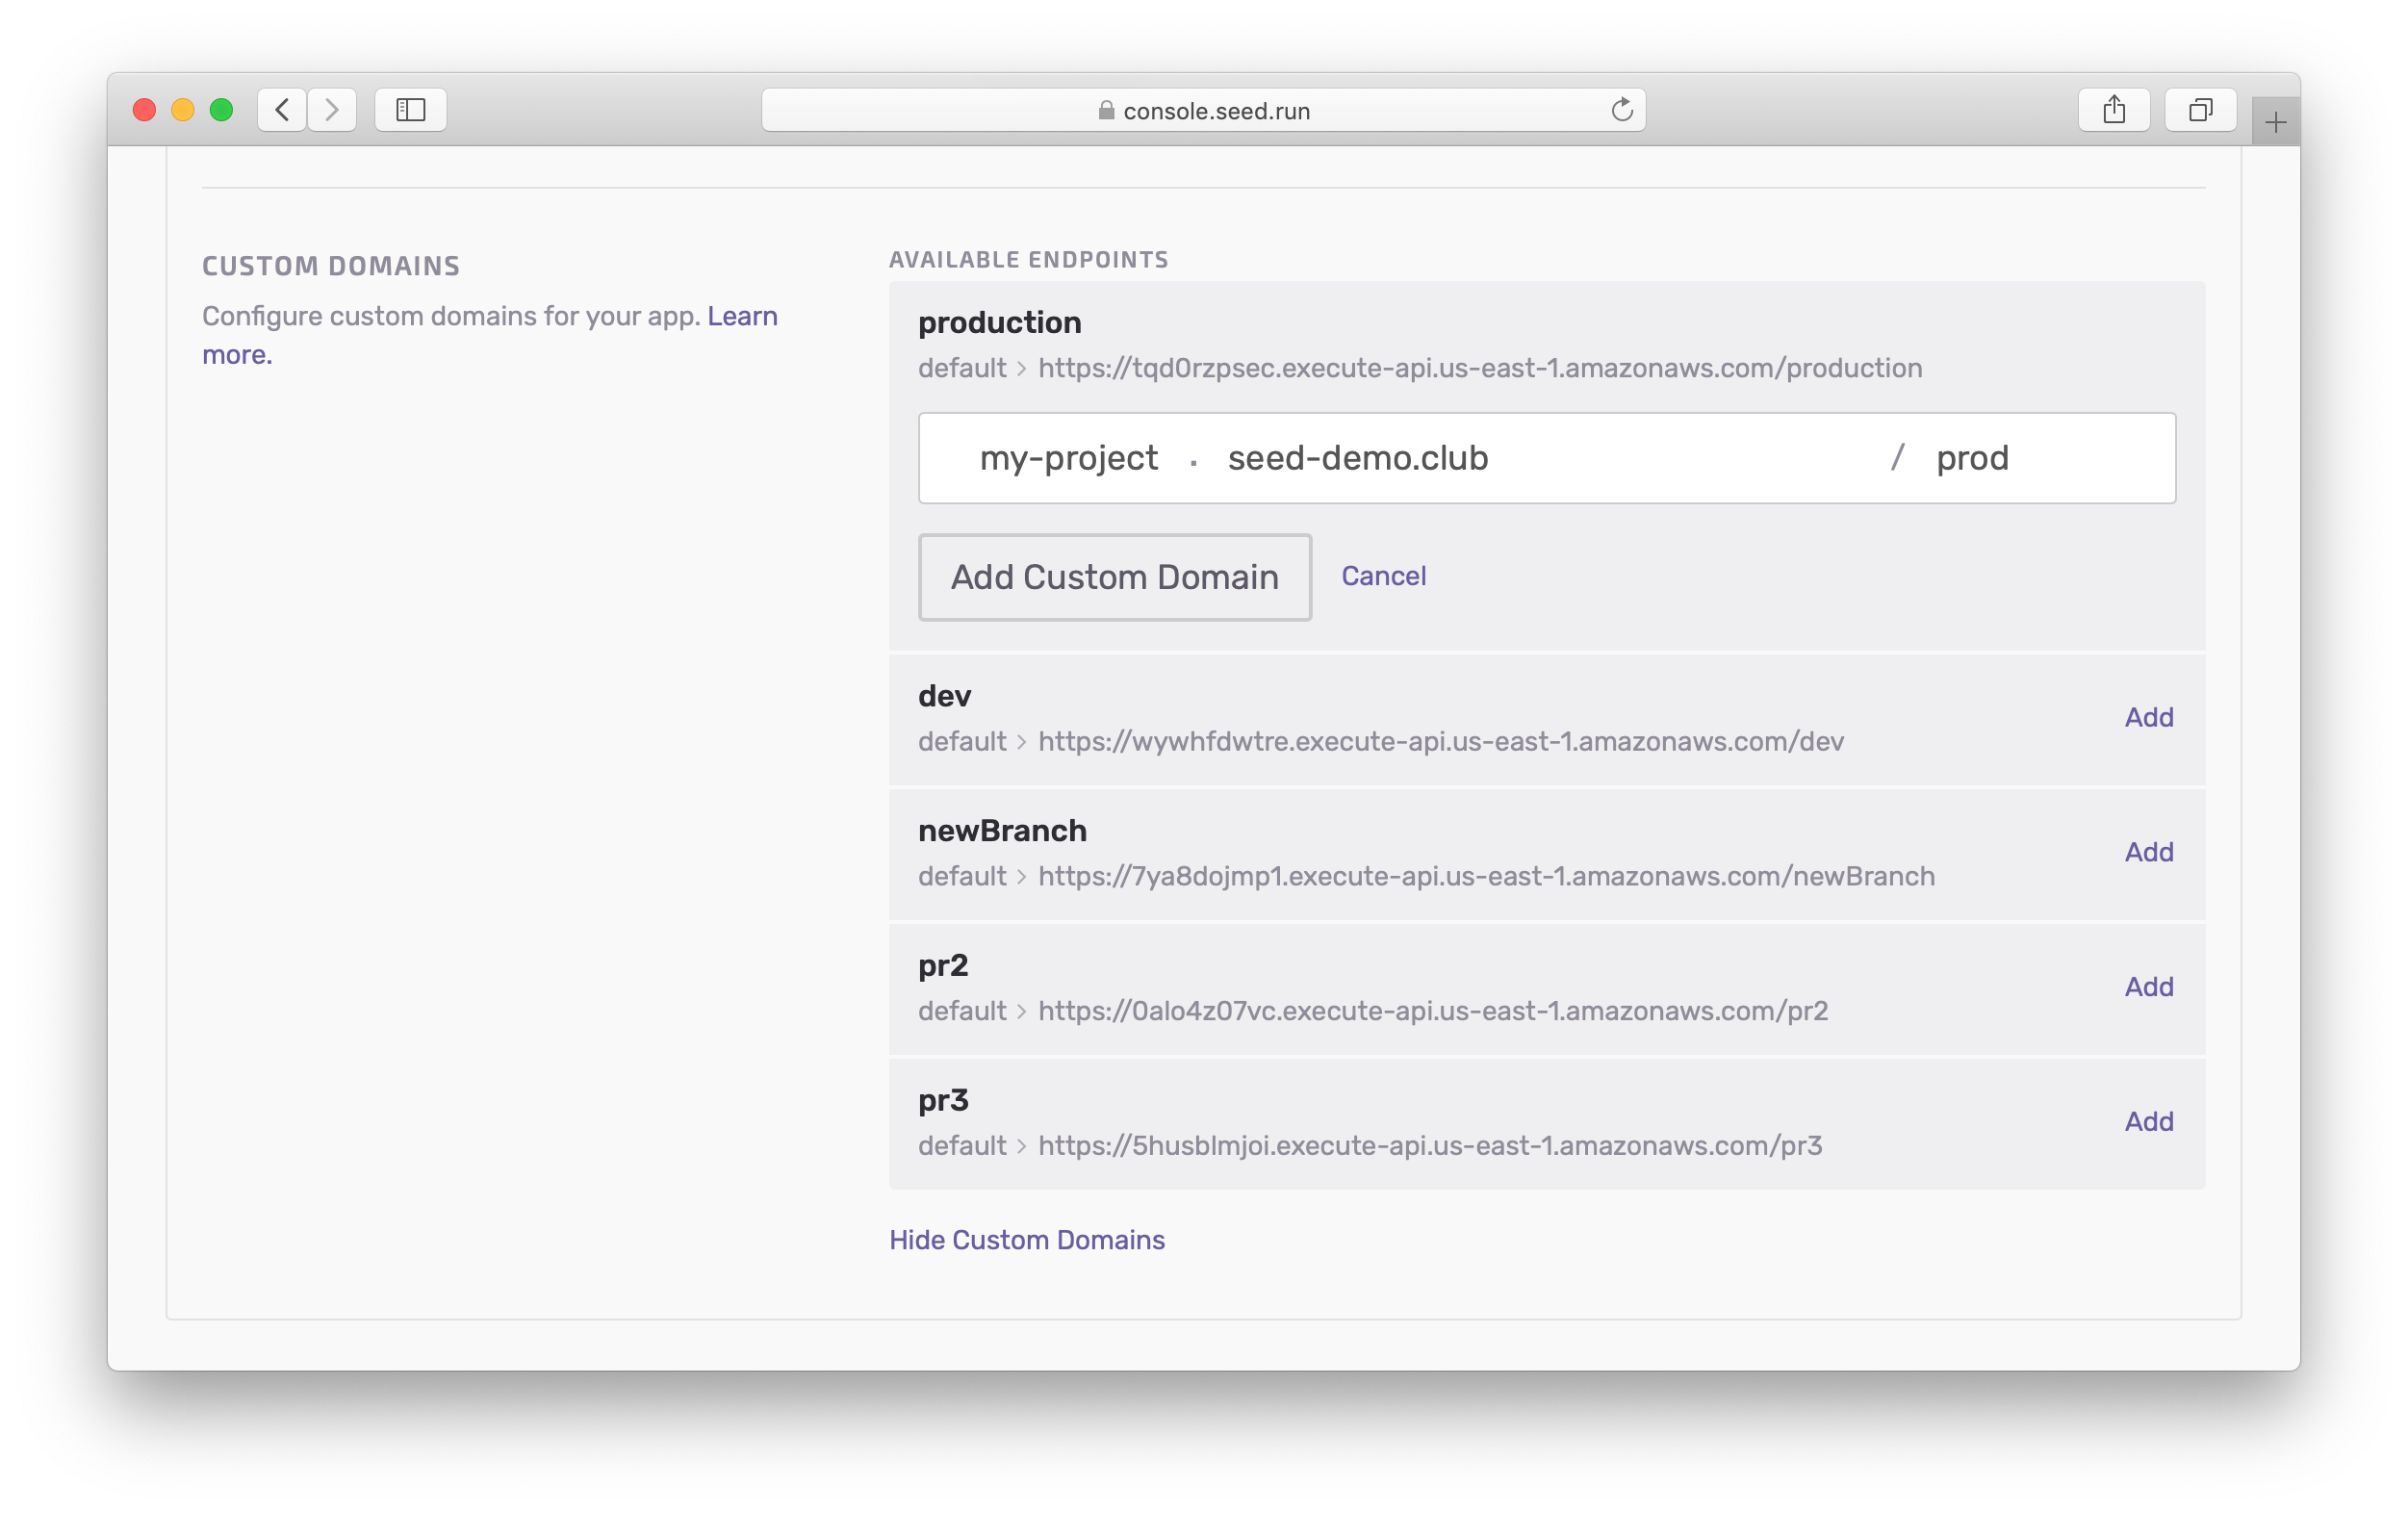 console.seed.run
CUSTOM DOMAINS
Configure custom domains for your app. Learn
more.
AVAILABLE ENDPOINTS
production
default > https://tqd0rzpsec.execute-api.us-east-1.amazonaws.com/production
my-project . seed-demo.club / prod
Add Custom Domain Cancel
dev
default > https://wywhfdwtre.execute-api.us-east-1.amazonaws.com/dev
Add
newBranch
default > https://7ya8dojmp1.execute-api.us-east-1.amazonaws.com/newBranch
Add
pr2
default > https://0alo4z07vc.execute-api.us-east-1.amazonaws.com/pr2
Add
pr3
default > https://5husblmjoi.execute-api.us-east-1.amazonaws.com/pr3
Add
Hide Custom Domains